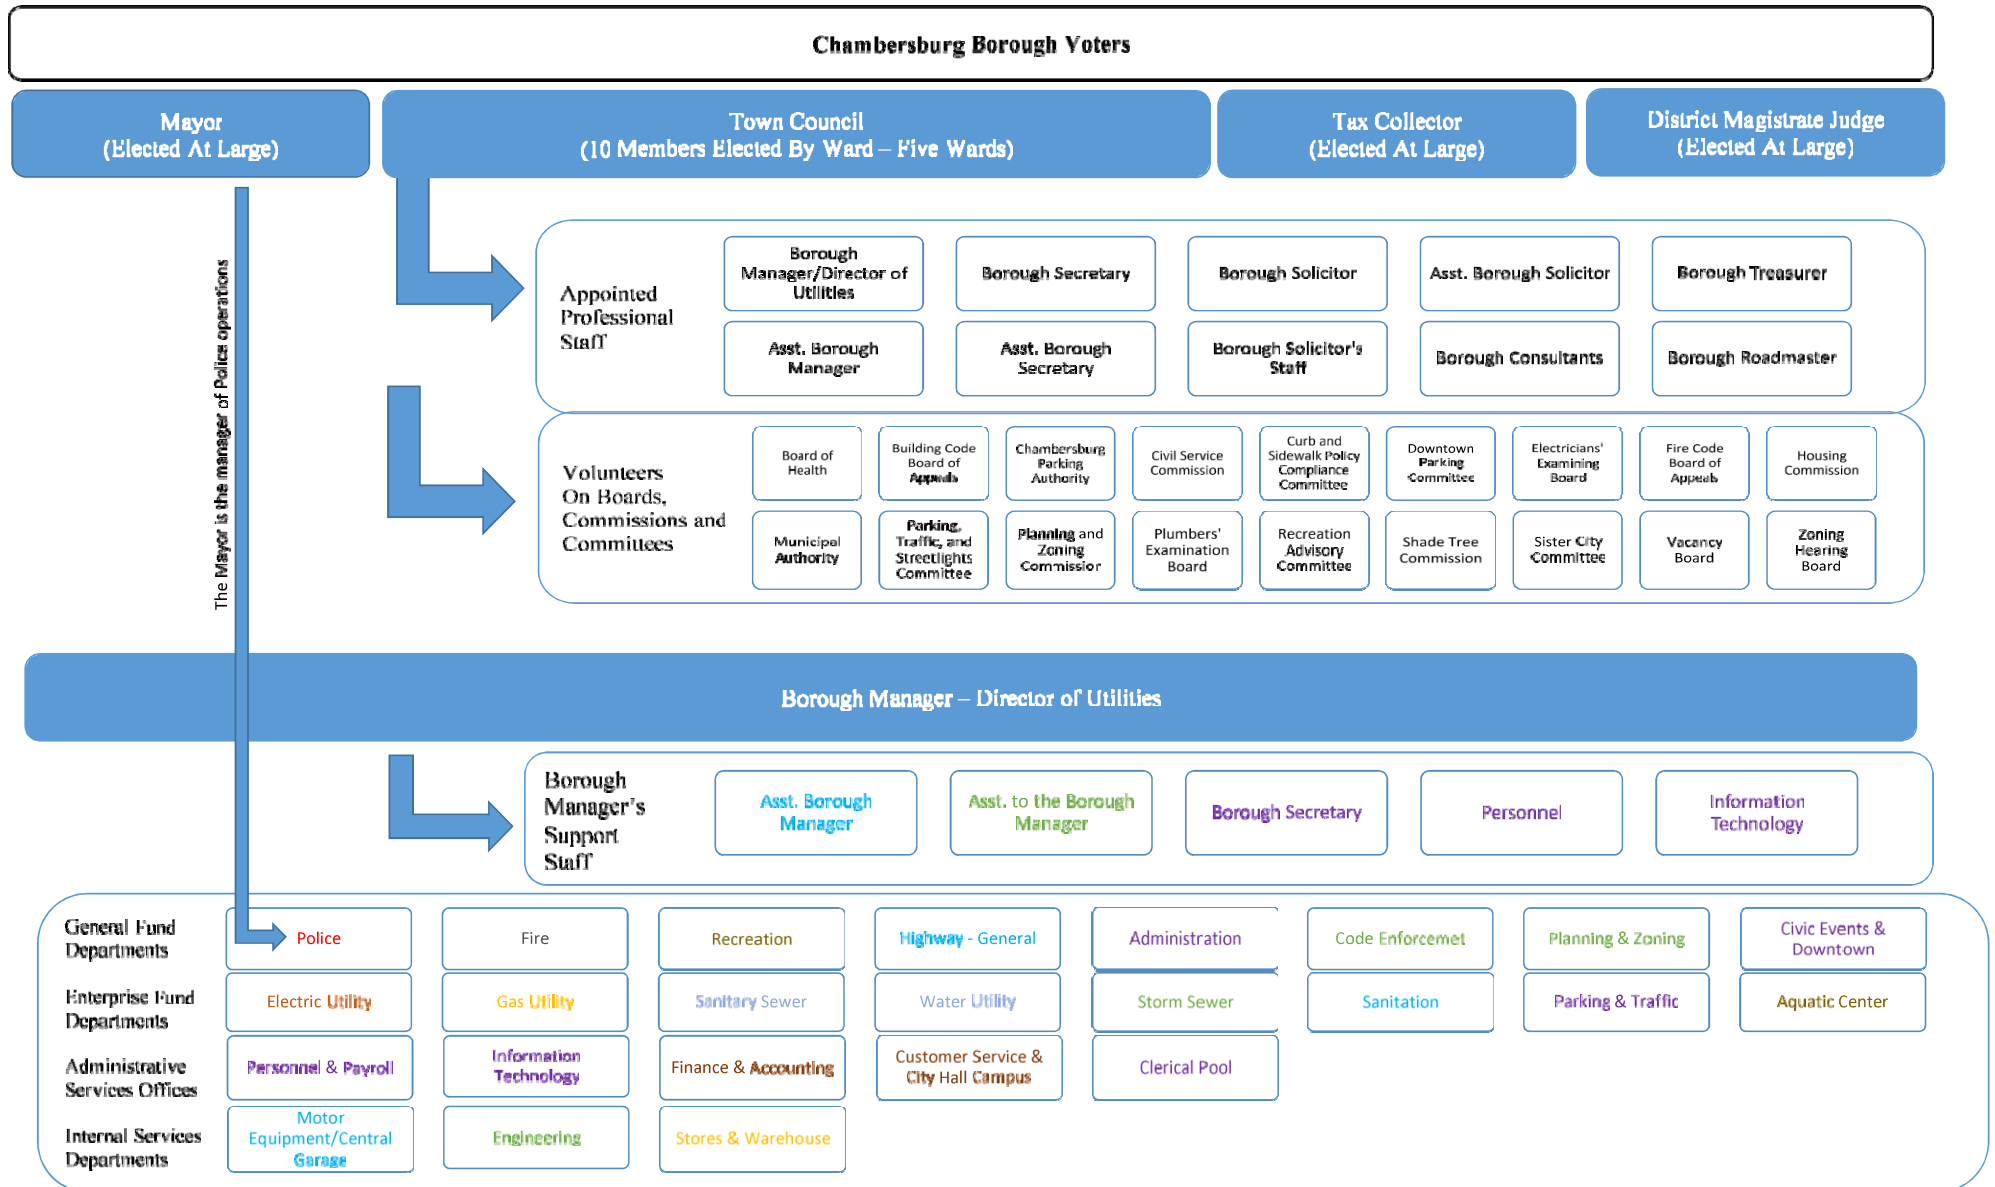 Chambersburg Borough Voters
Mayor
(Elected At Large)
Town Council
(10 Members Elected By Ward – Five Wards)
Tax Collector
(Elected At Large)
District Magistrate Judge
(Elected At Large)
The Mayor is the manager of Police operations
Appointed
Professional
Staff
Borough
Manager/Director of
Utilities
Borough Secretary
Borough Solicitor
Asst. Borough Solicitor
Borough Treasurer
Asst. Borough
Manager
Asst. Borough
Secretary
Borough Solicitor's
Staff
Borough Consultants
Borough Roadmaster
Volunteers
On Boards,
Commissions and
Committees
Board of
Health
Building Code
Board of
Appeals
Chambersburg
Parking
Authority
Civil Service
Commission
Curb and
Sidewalk Policy
Compliance
Committee
Downtown
Parking
Committee
Electricians'
Examining
Board
Fire Code
Board of
Appeals
Housing
Commission
Municipal
Authority
Parking,
Traffic, and
Streetlights
Committee
Planning and
Zoning
Commission
Plumbers'
Examination
Board
Recreation
Advisory
Committee
Shade Tree
Commission
Sister City
Committee
Vacancy
Board
Zoning
Hearing
Board
Borough Manager – Director of Utilities
Borough
Manager's
Support
Staff
Asst. Borough
Manager
Asst. to the Borough
Manager
Borough Secretary
Personnel
Information
Technology
General Fund
Departments
Police
Fire
Recreation
Highway - General
Administration
Code Enforcemet
Planning & Zoning
Civic Events &
Downtown
Enterprise Fund
Departments
Electric Utility
Gas Utility
Sanitary Sewer
Water Utility
Storm Sewer
Sanitation
Parking & Traffic
Aquatic Center
Administrative
Services Offices
Personnel & Payroll
Information
Technology
Finance & Accounting
Customer Service &
City Hall Campus
Clerical Pool
Internal Services
Departments
Motor
Equipment/Central
Garage
Engineering
Stores & Warehouse